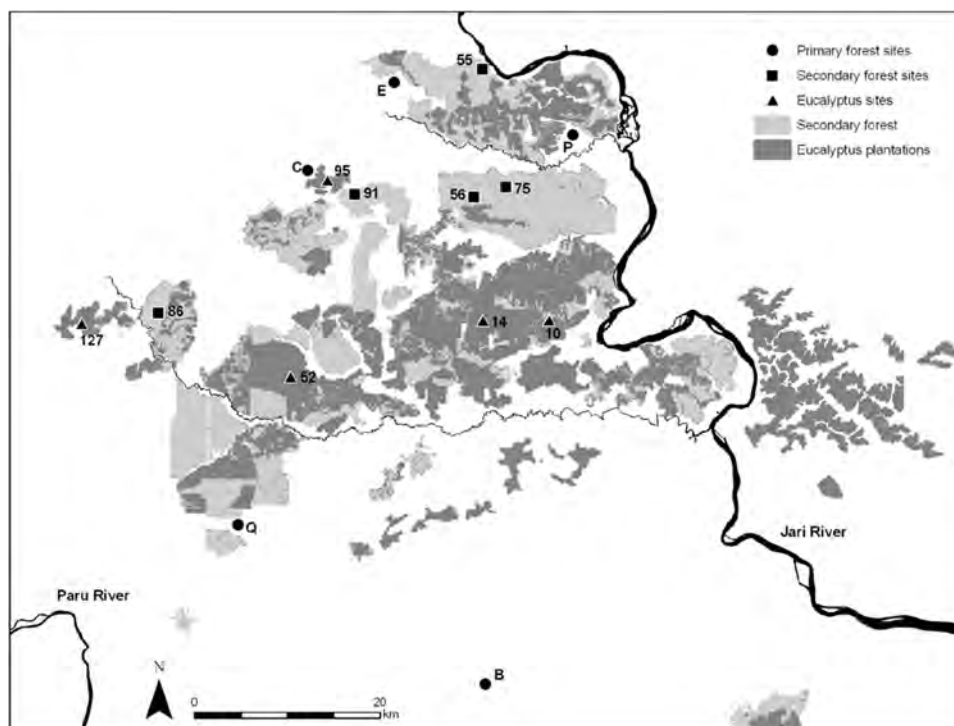 55
Primary forest sites
Secondary forest sites
Eucalyptus sites
Secondary forest
Eucalyptus plantations
E
P
C
95
91
56
75
86
127
14
10
52
Q
Jari River
Paru River
B
N
0
20
km